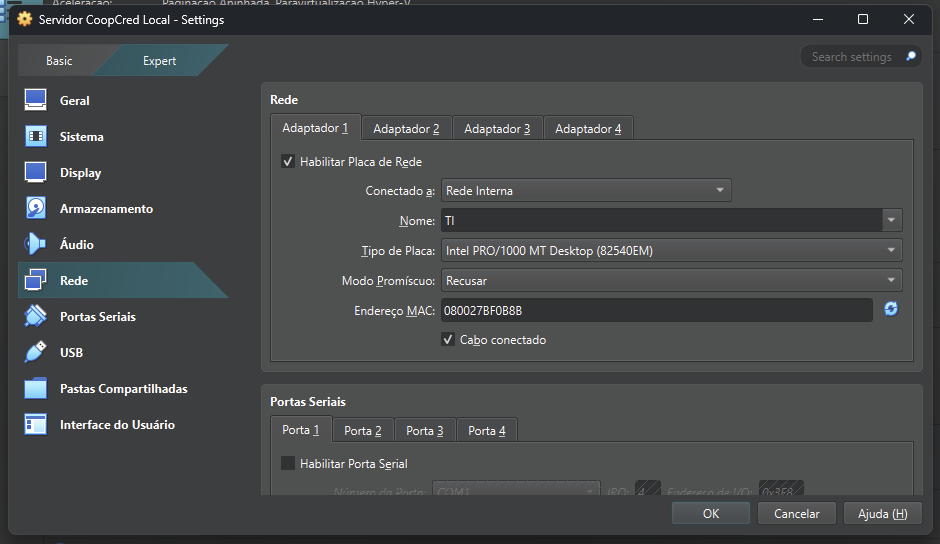 Aceleração: Paginação Aninhada, Paravirtualização Hyper-V
Servidor CoopCred Local - Settings
Basic Expert Search settings
Geral
Sistema
Display
Armazenamento
Áudio
Rede
Portas Seriais
USB
Pastas Compartilhadas
Interface do Usuário
Rede
Adaptador 1 Adaptador 2 Adaptador 3 Adaptador 4
Habilitar Placa de Rede
Conectado a: Rede Interna
Nome: TI
Tipo de Placa: Intel PRO/1000 MT Desktop (82540EM)
Modo Promíscuo: Recusar
Endereço MAC: 080027BF0B8B
Cabo conectado
Portas Seriais
Porta 1 Porta 2 Porta 3 Porta 4
Habilitar Porta Serial
Número da Porta: COM1 IRQ: 4 Endereço de I/O: 0x3F8
OK Cancelar Ajuda (H)